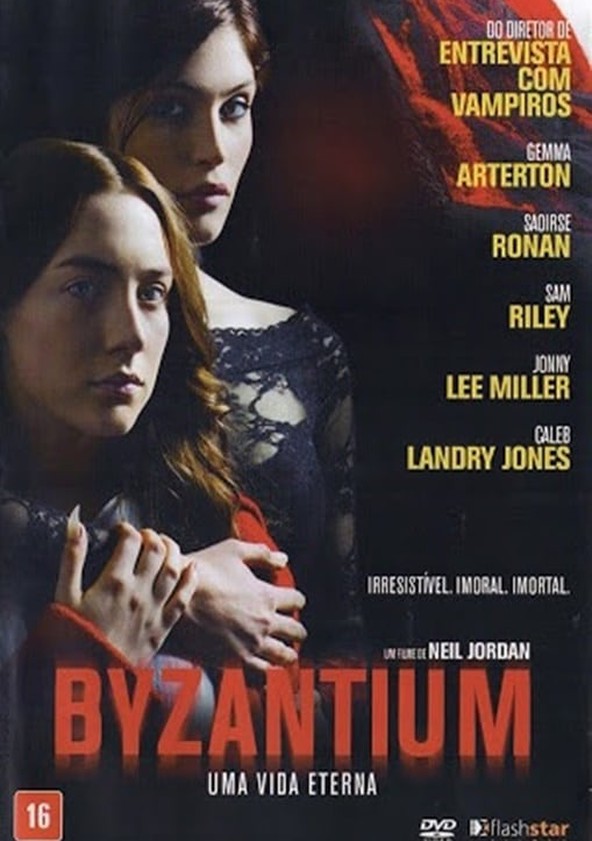 DO DIRETOR DE
ENTREVISTA
COM
VAMPIROS
GEMMA
ARTERTON
SAOIRSE
RONAN
SAM
RILEY
JONNY
LEE MILLER
CALEB
LANDRY JONES
IRRESISTÍVEL. IMORAL. IMORTAL.
UM FILME DE NEIL JORDAN
BYZANTIUM
UMA VIDA ETERNA
16
DVD
flashstar